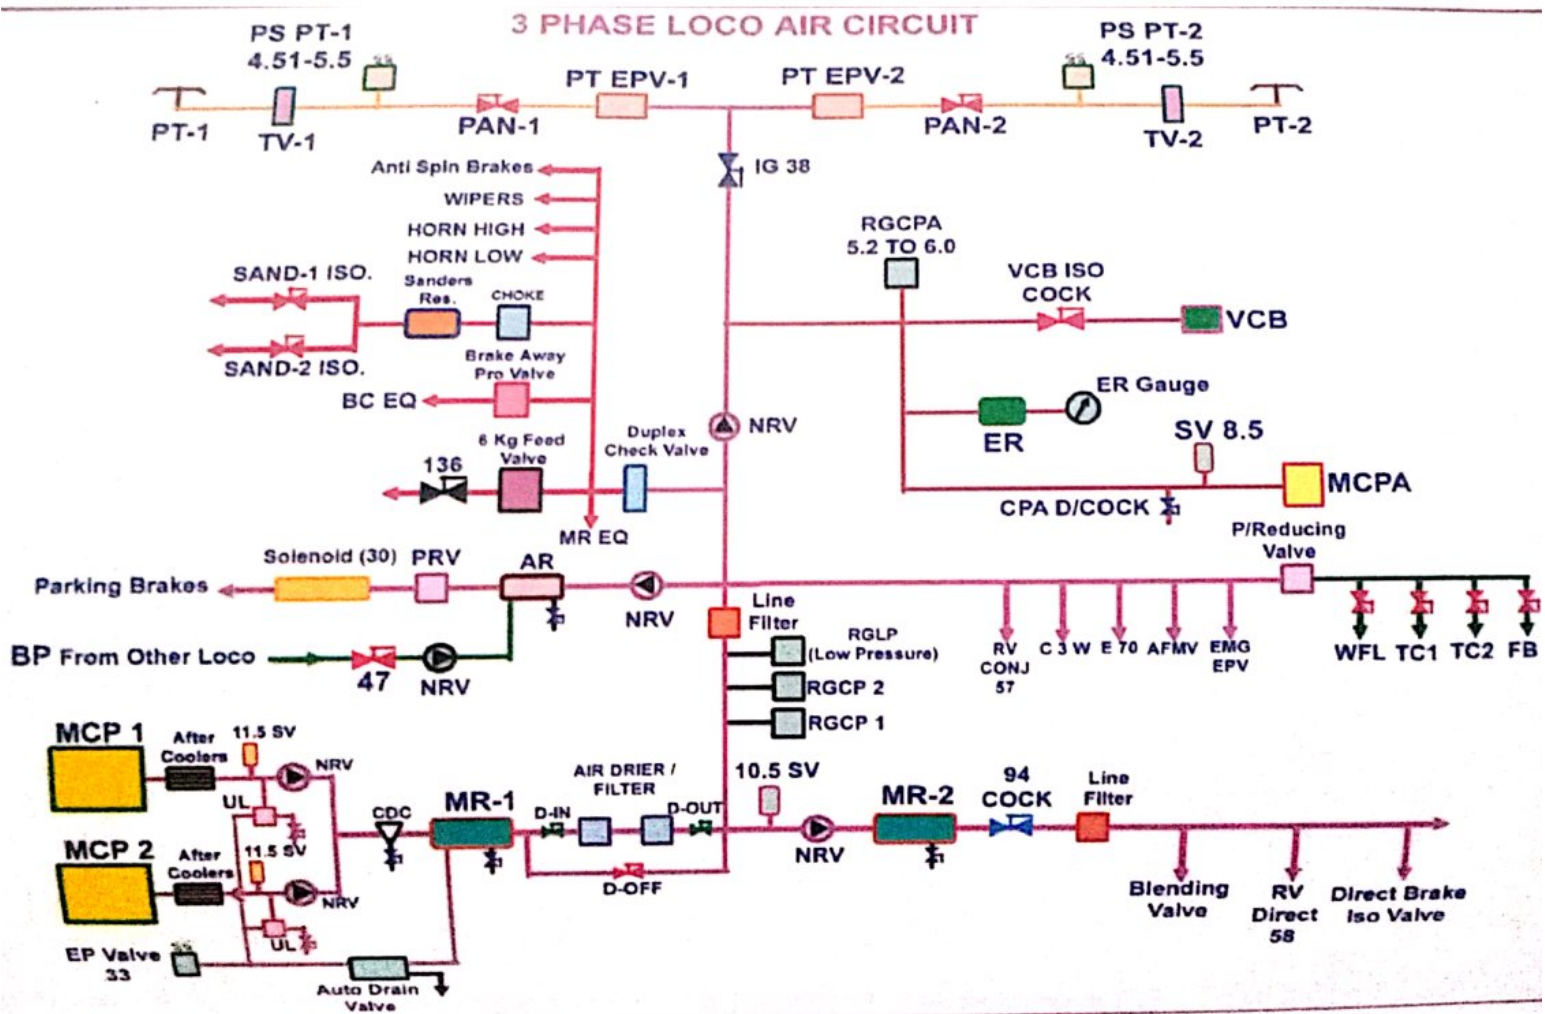 3 PHASE LOCO AIR CIRCUIT
PS PT-1
4.51-5.5
PS PT-2
4.51-5.5
PT EPV-1
PT EPV-2
PT-1
TV-1
PAN-1
PAN-2
TV-2
PT-2
IG 38
Anti Spin Brakes
WIPERS
HORN HIGH
HORN LOW
SAND-1 ISO.
Sanders
Res.
CHOKE
SAND-2 ISO.
Brake Away
Pro Valve
BC EQ
RGCPA
5.2 TO 6.0
VCB ISO
COCK
VCB
ER Gauge
ER
NRV
Duplex
Check Valve
6 Kg Feed
Valve
136
MR EQ
SV 8.5
MCPA
CPA D/COCK
P/Reducing
Valve
Solenoid (30)
PRV
AR
Parking Brakes
NRV
Line
Filter
BP From Other Loco
47
NRV
RGLP
(Low Pressure)
RGCP 2
RGCP 1
RV
CONJ
57
C 3 W
E 70
AFMV
EMG
EPV
WFL
TC1
TC2
FB
MCP 1
After
Coolers
11.5 SV
NRV
UL
MCP 2
After
Coolers
11.5 SV
NRV
UL
CDC
MR-1
AIR DRIER /
FILTER
D-IN
D-OUT
D-OFF
10.5 SV
NRV
MR-2
94
COCK
Line
Filter
Blending
Valve
RV
Direct
58
Direct Brake
Iso Valve
EP Valve
33
Auto Drain
Valve